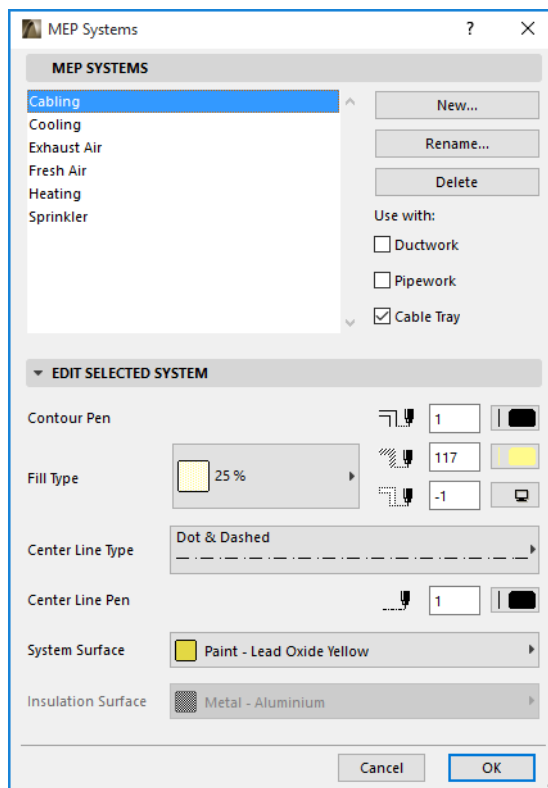 MEP Systems
?
MEP SYSTEMS
Cabling
Cooling
Exhaust Air
Fresh Air
Heating
Sprinkler
New...
Rename...
Delete
Use with:
Ductwork
Pipework
Cable Tray
EDIT SELECTED SYSTEM
Contour Pen
1
117
Fill Type
25 %
-1
Center Line Type
Dot & Dashed
Center Line Pen
1
System Surface
Paint - Lead Oxide Yellow
Insulation Surface
Metal - Aluminium
Cancel
OK